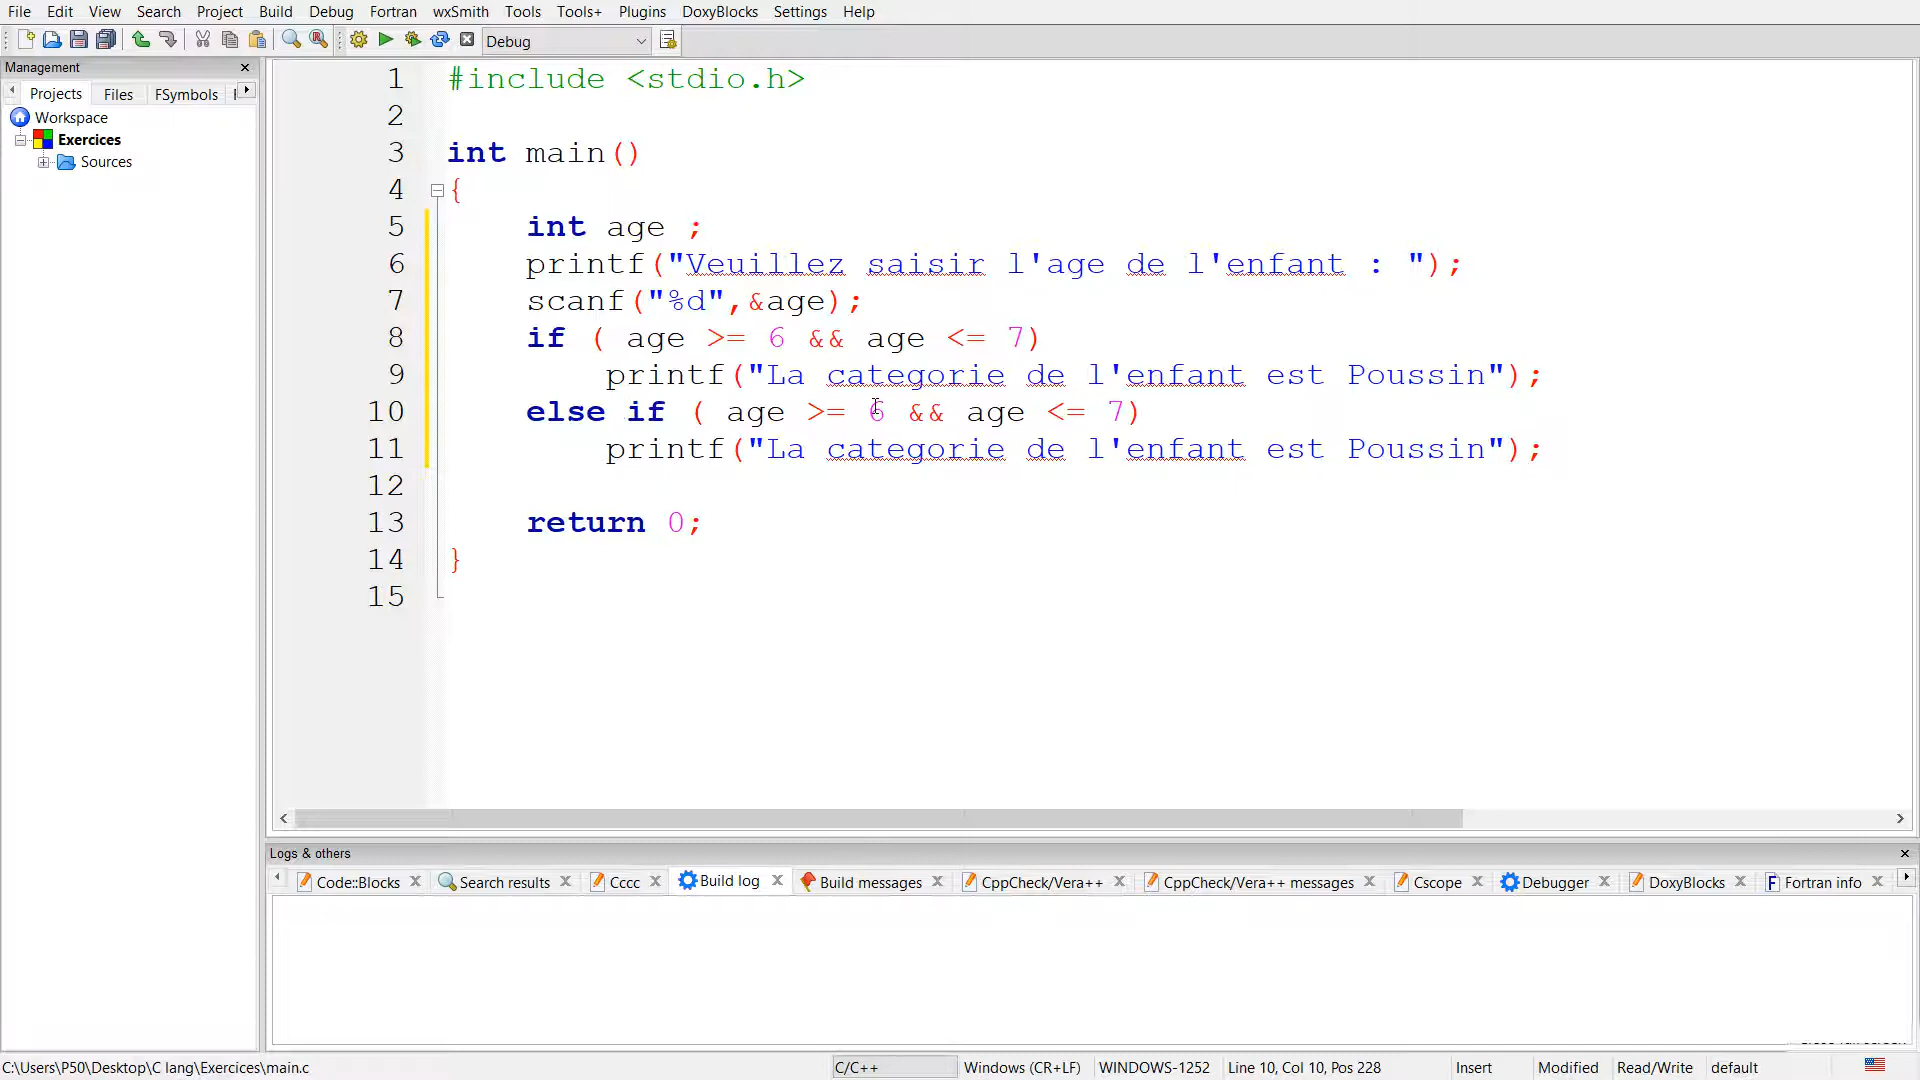 File Edit View Search Project Build Debug Fortran wxSmith Tools Tools+ Plugins DoxyBlocks Settings Help
Debug
Management
Projects Files FSymbols
Workspace
Exercices
Sources
1 #include <stdio.h>
2
3 int main()
4 {
5 int age ;
6 printf("Veuillez saisir l'age de l'enfant : ");
7 scanf("%d",&age);
8 if ( age >= 6 && age <= 7)
9 printf("La categorie de l'enfant est Poussin");
10 else if ( age >= 6 && age <= 7)
11 printf("La categorie de l'enfant est Poussin");
12
13 return 0;
14 }
15
Logs & others
Code::Blocks Search results Cccc Build log Build messages CppCheck/Vera++ CppCheck/Vera++ messages Cscope Debugger DoxyBlocks Fortran info
C:\Users\P50\Desktop\C lang\Exercices\main.c C/C++ Windows (CR+LF) WINDOWS-1252 Line 10, Col 10, Pos 228 Insert Modified Read/Write default